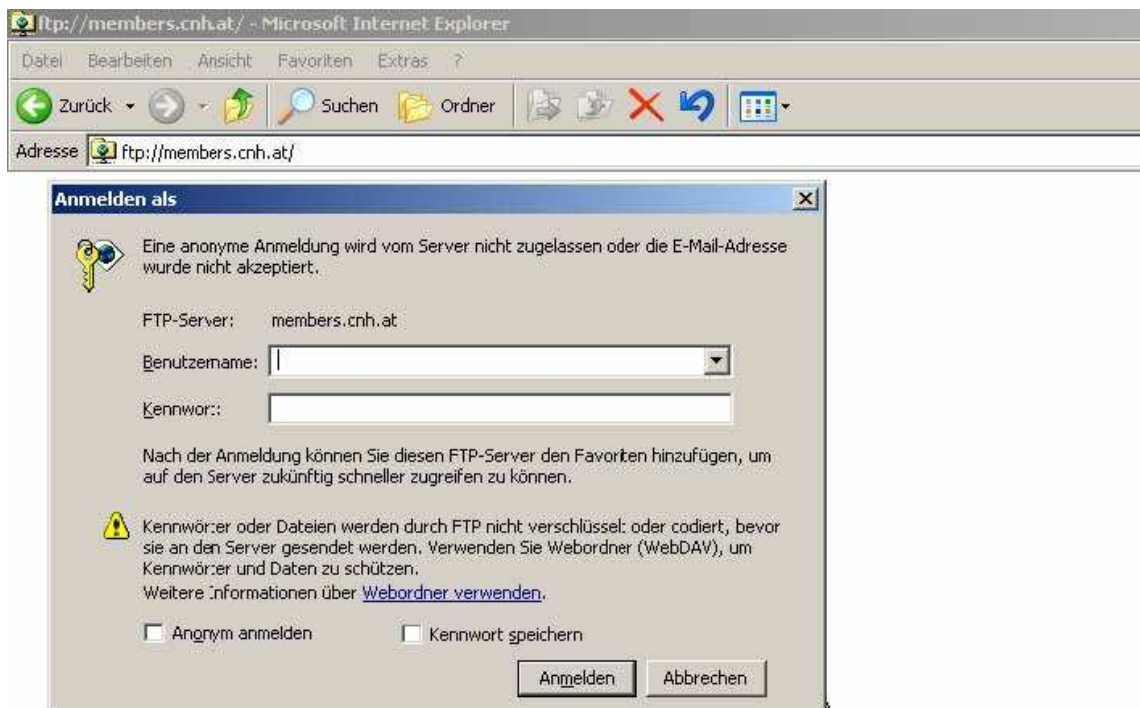 ftp://members.cnh.at/ - Microsoft Internet Explorer
Datei Bearbeiten Ansicht Favoriten Extras ?
Zurück Suchen Ordner
Adresse ftp://members.cnh.at/
Anmelden als
Eine anonyme Anmeldung wird vom Server nicht zugelassen oder die E-Mail-Adresse
wurde nicht akzeptiert.
FTP-Server: members.cnh.at
Benutzername:
Kennwort:
Nach der Anmeldung können Sie diesen FTP-Server den Favoriten hinzufügen, um
auf den Server zukünftig schneller zugreifen zu können.
Kennwörter oder Dateien werden durch FTP nicht verschlüsselt oder codiert, bevor
sie an den Server gesendet werden. Verwenden Sie Webordner (WebDAV), um
Kennwörter und Daten zu schützen.
Weitere Informationen über Webordner verwenden.
Anonym anmelden Kennwort speichern
Anmelden Abbrechen